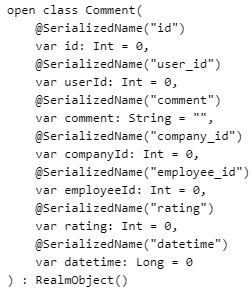 open class Comment(
    @SerializedName("id")
    var id: Int = 0,
    @SerializedName("user_id")
    var userId: Int = 0,
    @SerializedName("comment")
    var comment: String = "",
    @SerializedName("company_id")
    var companyId: Int = 0,
    @SerializedName("employee_id")
    var employeeId: Int = 0,
    @SerializedName("rating")
    var rating: Int = 0,
    @SerializedName("datetime")
    var datetime: Long = 0
) : RealmObject()